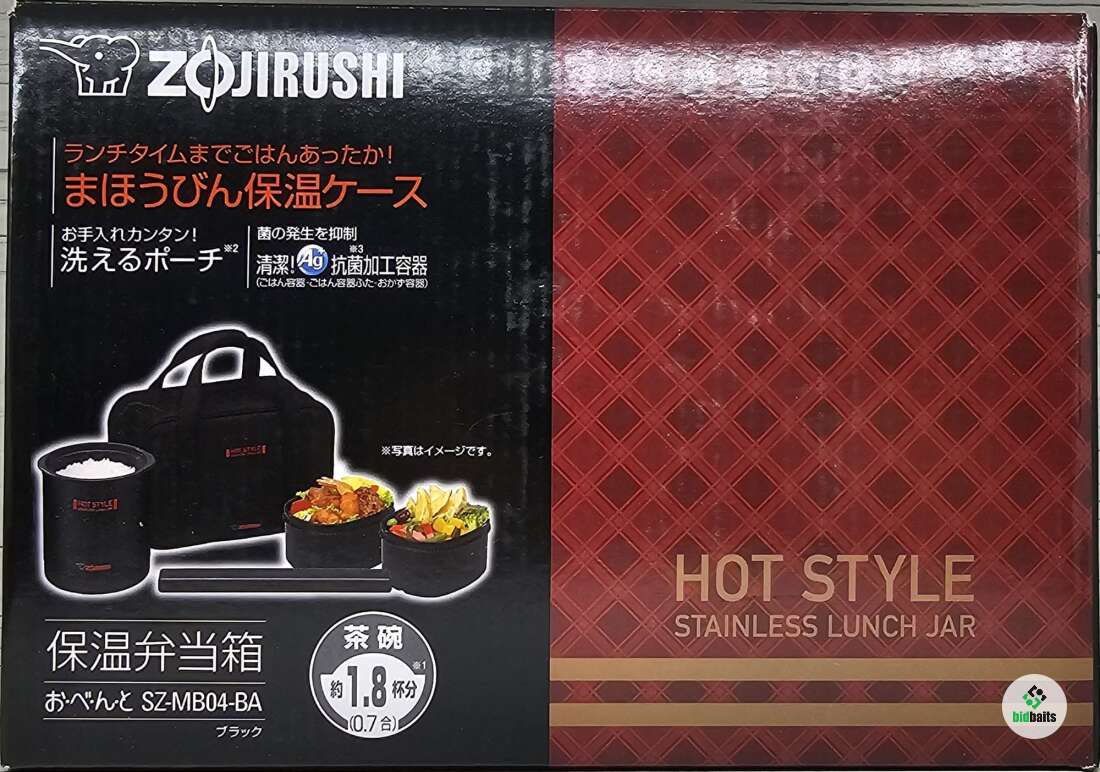 ZOJIRUSHI
ランチタイムまでごはんあったか!
まほうびん保温ケース
お手入れカンタン!
洗えるポーチ※2
菌の発生を抑制
清潔!Ag※3抗菌加工容器
(ごはん容器・ごはん容器ふた・おかず容器)
※写真はイメージです。
HOT STYLE
HOT STYLE
ZOJIRUSHI
保温弁当箱
お・べ・ん・と SZ-MB04-BA
ブラック
茶碗
約1.8杯分※1
(0.7合)
HOT STYLE
STAINLESS LUNCH JAR
bidbaits